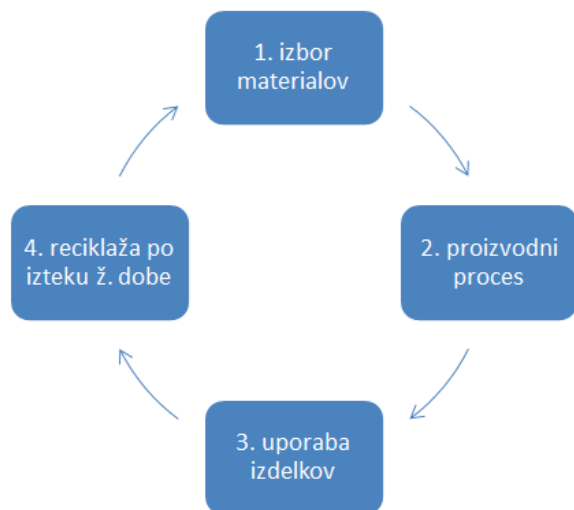 1. izbor
materialov
2. proizvodni
proces
3. uporaba
izdelkov
4. reciklaža po
izteku ž. dobe